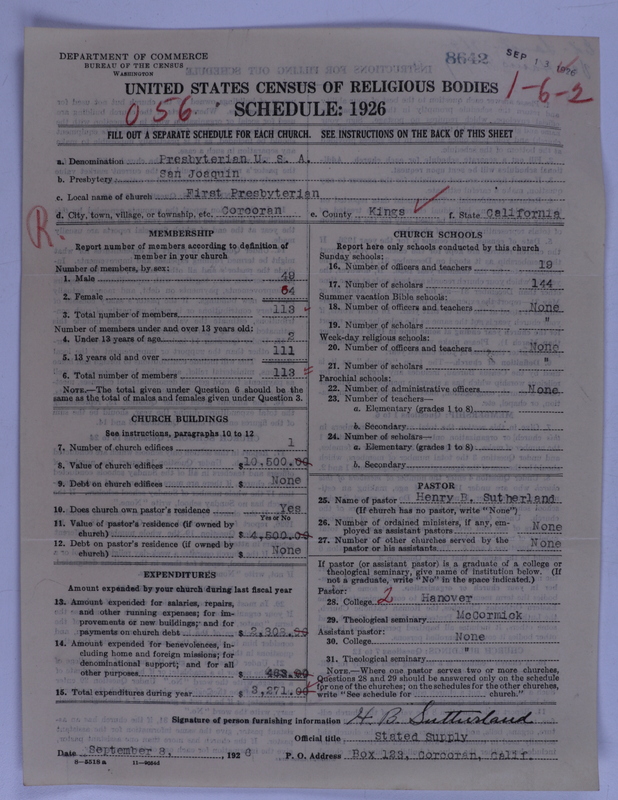 DEPARTMENT OF COMMERCE
BUREAU OF THE CENSUS
WASHINGTON
8642
SEP 13 1926
UNITED STATES CENSUS OF RELIGIOUS BODIES
1-6-2
056
SCHEDULE: 1926
FILL OUT A SEPARATE SCHEDULE FOR EACH CHURCH. SEE INSTRUCTIONS ON THE BACK OF THIS SHEET
a. Denomination Presbyterian U. S. A.
b. Presbytery San Joaquin
c. Local name of church First Presbyterian
d. City, town, village, or township, etc. Corcoran e. County Kings f. State California
R.
MEMBERSHIP
Report number of members according to definition of
member in your church
Number of members, by sex:
1. Male 49
2. Female 64
3. Total number of members 113
Number of members under and over 13 years old:
4. Under 13 years of age 2
5. 13 years old and over 111
6. Total number of members 113
NOTE.—The total given under Question 6 should be the
same as the total of males and females given under Question 3.
CHURCH BUILDINGS
See instructions, paragraphs 10 to 12
7. Number of church edifices 1
8. Value of church edifices $10,500.00
9. Debt on church edifices $ None
10. Does church own pastor's residence Yes
Yes or No
11. Value of pastor's residence (if owned by
church) $ 4,500.00
12. Debt on pastor's residence (if owned by
church) $ None
EXPENDITURES
Amount expended by your church during last fiscal year
13. Amount expended for salaries, repairs,
and other running expenses; for im-
provements or new buildings; and for
payments on church debt $
14. Amount expended for benevolences, in-
cluding home and foreign missions; for
denominational support; and for all
other purposes $ 483.00
15. Total expenditures during year $ 3,271.00
CHURCH SCHOOLS
Report here only schools conducted by this church
Sunday schools:
16. Number of officers and teachers 19
17. Number of scholars 144
Summer vacation Bible schools:
18. Number of officers and teachers None
19. Number of scholars "
Week-day religious schools:
20. Number of officers and teachers None
21. Number of scholars "
Parochial schools:
22. Number of administrative officers None
23. Number of teachers—
a. Elementary (grades 1 to 8)
b. Secondary
24. Number of scholars—
a. Elementary (grades 1 to 8)
b. Secondary
PASTOR
25. Name of pastor Henry B. Sutherland
(If church has no pastor, write "None")
26. Number of ordained ministers, if any, em-
ployed as assistant pastors None
27. Number of other churches served by the
pastor or his assistants None
If pastor (or assistant pastor) is a graduate of a college or
theological seminary, give name of institution below. (If
not a graduate, write "No" in the space indicated.)
Pastor:
28. College 2 Hanover
29. Theological seminary McCormick
Assistant pastor:
30. College None
31. Theological seminary "
NOTE.—Where one pastor serves two or more churches,
Questions 28 and 29 should be answered only on the schedule
for one of the churches; on the schedules for the other churches,
write "See schedule for church."
Signature of person furnishing information H. B. Sutherland
Official title Stated Supply
Date September 8, 1926 P. O. Address Box 123, Corcoran, Calif.
8-5518a